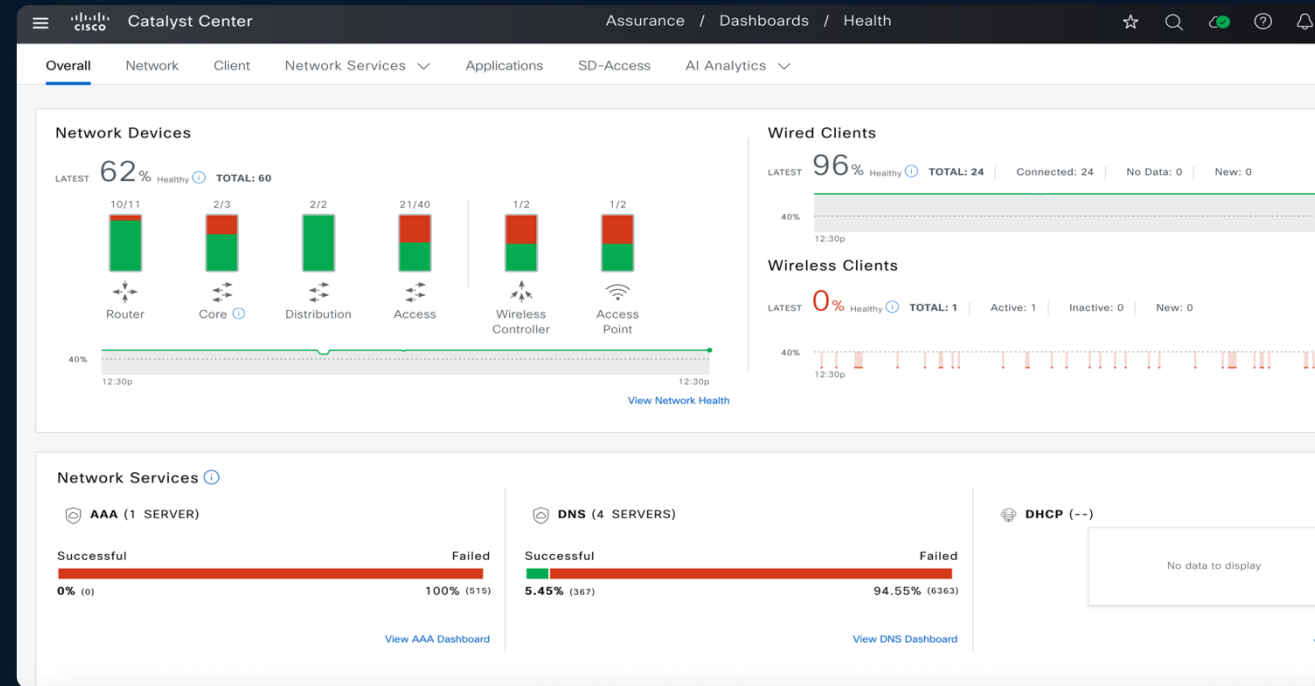 cisco Catalyst Center
Assurance / Dashboards / Health
Overall Network Client Network Services Applications SD-Access AI Analytics
Network Devices
LATEST 62% Healthy TOTAL: 60
10/11 2/3 2/2 21/40 1/2 1/2
Router Core Distribution Access Wireless Controller Access Point
40%
12:30p 12:30p
View Network Health
Wired Clients
LATEST 96% Healthy TOTAL: 24 Connected: 24 No Data: 0 New: 0
40%
12:30p
Wireless Clients
LATEST 0% Healthy TOTAL: 1 Active: 1 Inactive: 0 New: 0
40%
12:30p
Network Services
AAA (1 SERVER)
Successful Failed
0% (0) 100% (515)
View AAA Dashboard
DNS (4 SERVERS)
Successful Failed
5.45% (367) 94.55% (6363)
View DNS Dashboard
DHCP (--)
No data to display